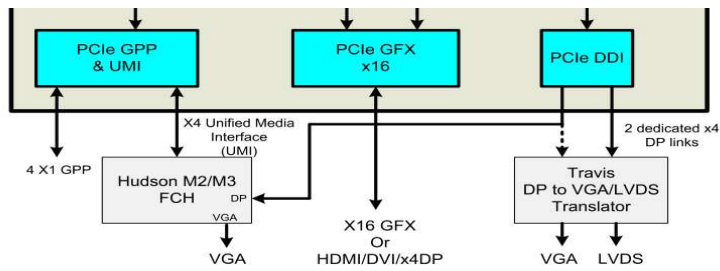 PCIe GPP
& UMI
PCIe GFX
x16
PCIe DDI
X4 Unified Media
Interface
(UMI)
2 dedicated x4
DP links
4 X1 GPP
Hudson M2/M3
FCH
DP
VGA
Travis
DP to VGA/LVDS
Translator
X16 GFX
Or
HDMI/DVI/x4DP
VGA
VGA
LVDS